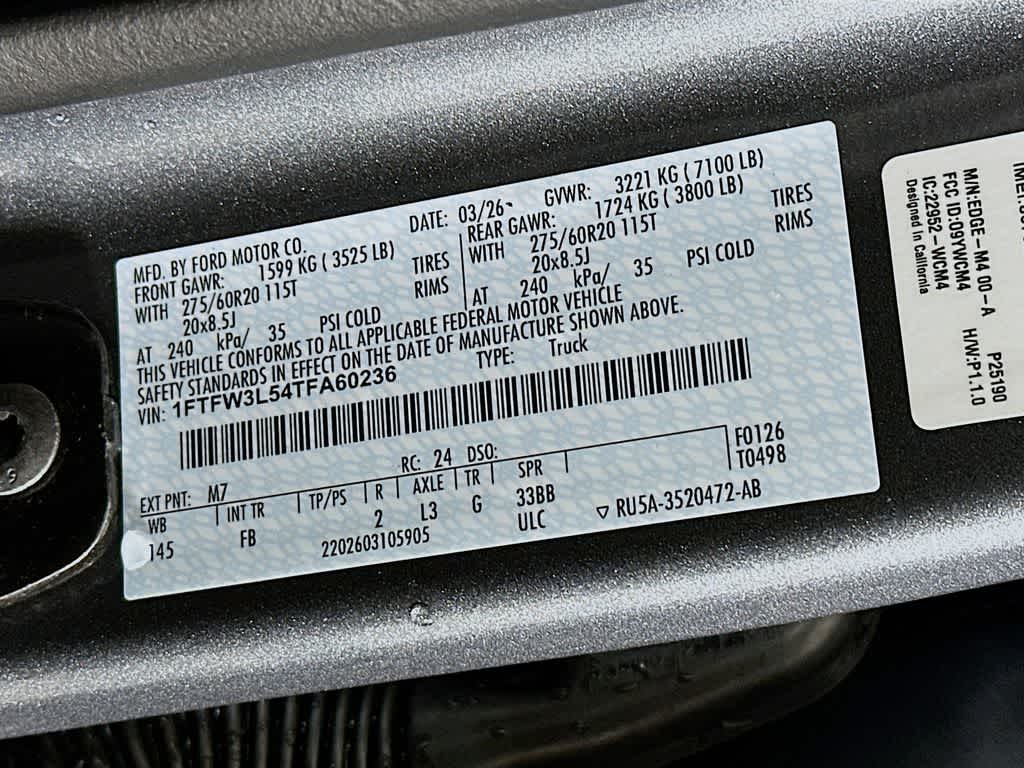 MFD. BY FORD MOTOR CO.
DATE: 03/26
GVWR: 3221 KG ( 7100 LB)
FRONT GAWR: 1599 KG ( 3525 LB)
WITH 275/60R20 115T TIRES
20x8.5J RIMS
AT 240 kPa/ 35 PSI COLD
REAR GAWR: 1724 KG ( 3800 LB)
WITH 275/60R20 115T TIRES
20x8.5J RIMS
AT 240 kPa/ 35 PSI COLD
THIS VEHICLE CONFORMS TO ALL APPLICABLE FEDERAL MOTOR VEHICLE
SAFETY STANDARDS IN EFFECT ON THE DATE OF MANUFACTURE SHOWN ABOVE.
VIN: 1FTFW3L54TFA60236
TYPE: Truck
EXT PNT: M7 RC: 24 DSO:
F0126
T0498
WB INT TR TP/PS R AXLE TR SPR
145 FB 2 L3 G 33BB
2202603105905 ULC
▽ RU5A-3520472-AB
M/N:EDGE-M4 00-A P25190
FCC ID:09YWCM4 H/W:P1.1.0
IC:22952-WCM4
Designed in California